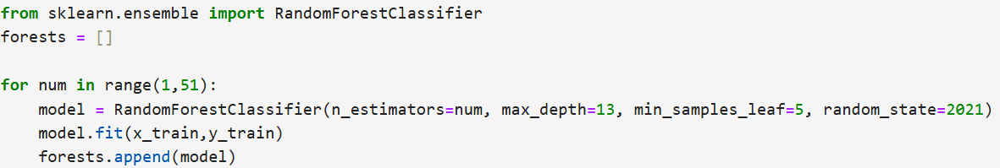 from sklearn.ensemble import RandomForestClassifier
forests = []
for num in range(1,51):
    model = RandomForestClassifier(n_estimators=num, max_depth=13, min_samples_leaf=5, random_state=2021)
    model.fit(x_train,y_train)
    forests.append(model)